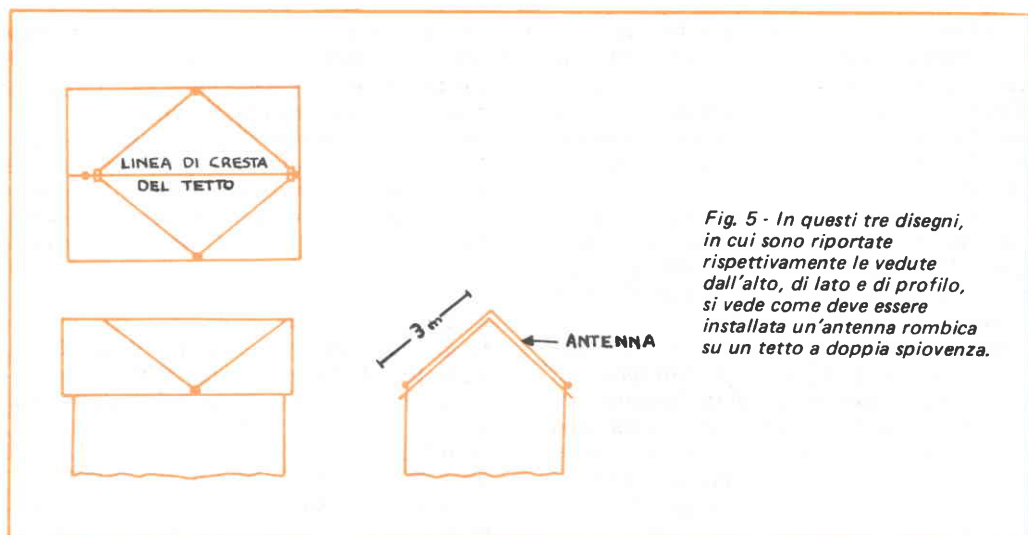 LINEA DI CRESTA
DEL TETTO
3 m
ANTENNA
Fig. 5 - In questi tre disegni,
in cui sono riportate
rispettivamente le vedute
dall'alto, di lato e di profilo,
si vede come deve essere
installata un'antenna rombica
su un tetto a doppia spiovenza.